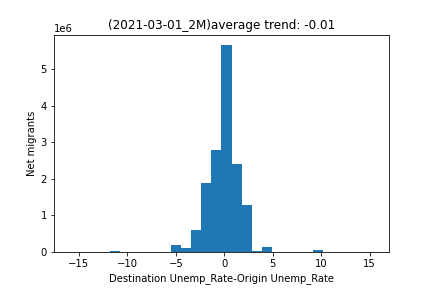 (2021-03-01_2M)average trend: -0.01
1e6
5
4
3
2
1
0
Net migrants
−15 −10 −5 0 5 10 15
Destination Unemp_Rate-Origin Unemp_Rate